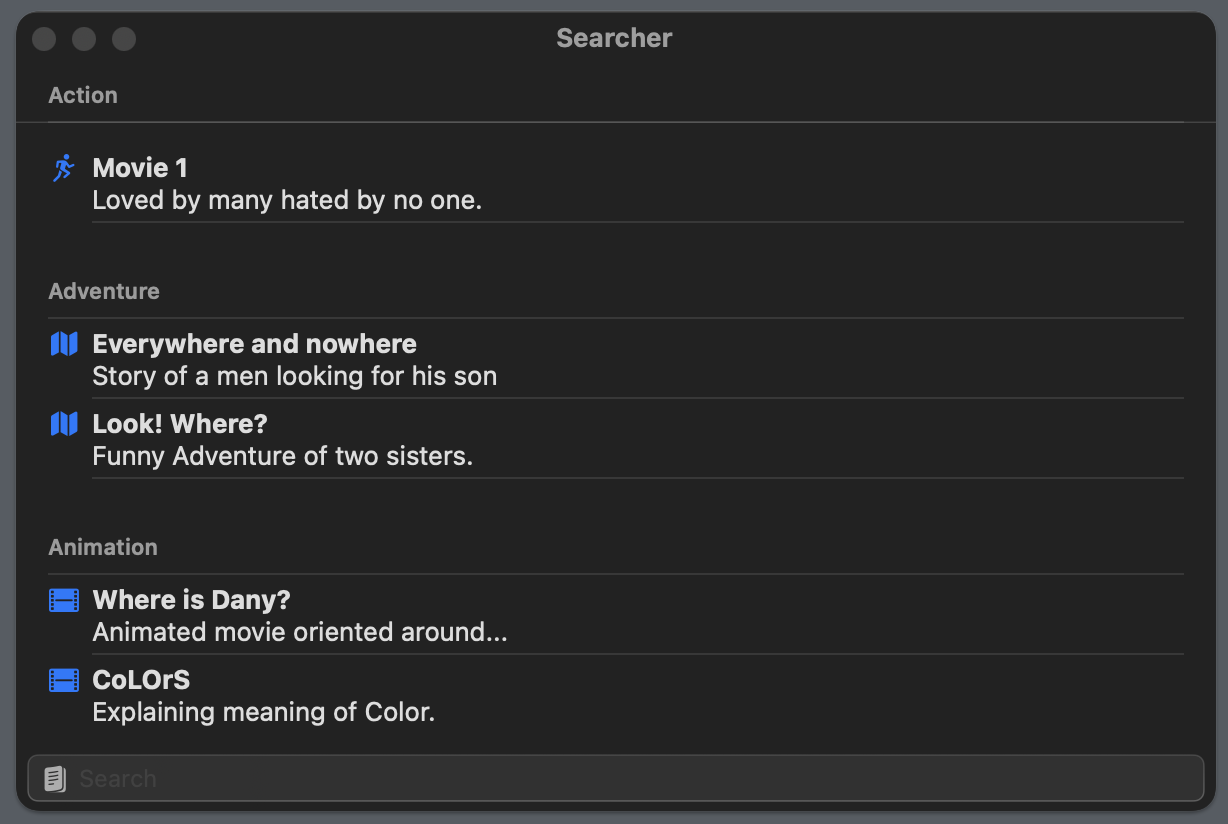 Searcher
Action
Movie 1
Loved by many hated by no one.
Adventure
Everywhere and nowhere
Story of a men looking for his son
Look! Where?
Funny Adventure of two sisters.
Animation
Where is Dany?
Animated movie oriented around...
CoLOrS
Explaining meaning of Color.
Search